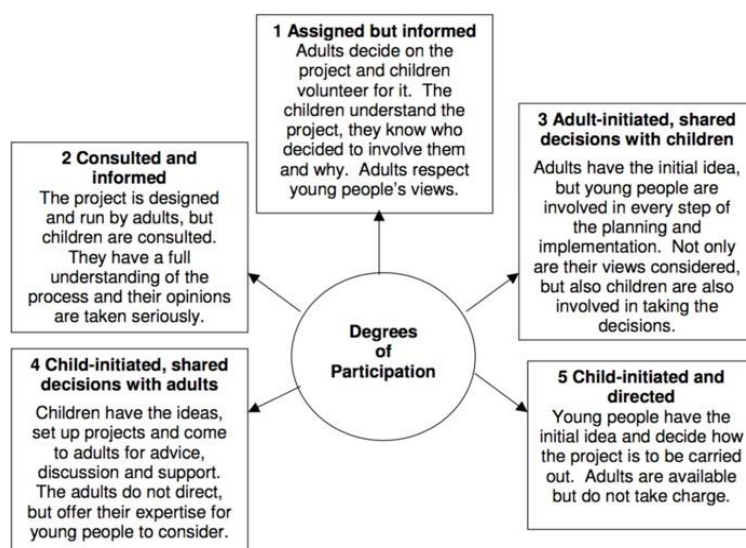 1 Assigned but informed
Adults decide on the
project and children
volunteer for it. The
children understand the
project, they know who
decided to involve them
and why. Adults respect
young people's views.
2 Consulted and
informed
The project is designed
and run by adults, but
children are consulted.
They have a full
understanding of the
process and their opinions
are taken seriously.
3 Adult-initiated, shared
decisions with children
Adults have the initial idea,
but young people are
involved in every step of
the planning and
implementation. Not only
are their views considered,
but also children are also
involved in taking the
decisions.
Degrees
of
Participation
4 Child-initiated, shared
decisions with adults
Children have the ideas,
set up projects and come
to adults for advice,
discussion and support.
The adults do not direct,
but offer their expertise for
young people to consider.
5 Child-initiated and
directed
Young people have the
initial idea and decide how
the project is to be carried
out. Adults are available
but do not take charge.